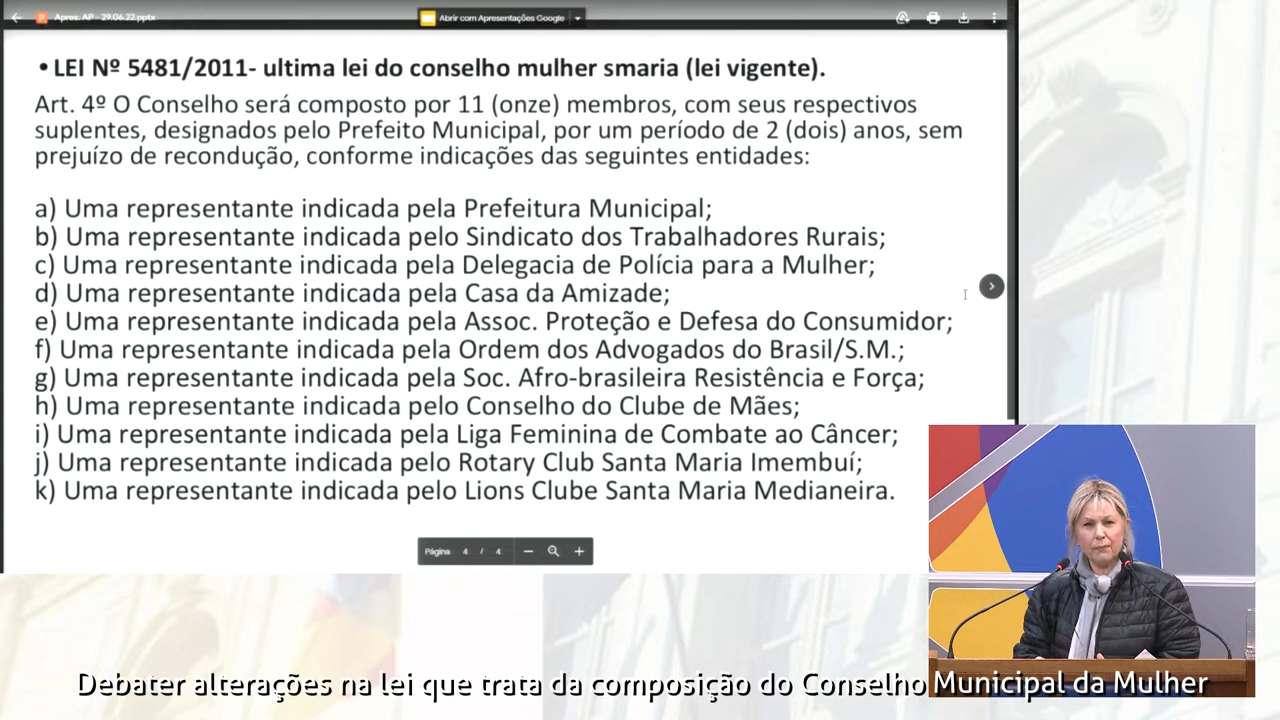 Apres. AP - 29.06.22.pptx
Abrir com Apresentações Google
• LEI Nº 5481/2011- ultima lei do conselho mulher smaria (lei vigente).
Art. 4º O Conselho será composto por 11 (onze) membros, com seus respectivos
suplentes, designados pelo Prefeito Municipal, por um período de 2 (dois) anos, sem
prejuízo de recondução, conforme indicações das seguintes entidades:
a) Uma representante indicada pela Prefeitura Municipal;
b) Uma representante indicada pelo Sindicato dos Trabalhadores Rurais;
c) Uma representante indicada pela Delegacia de Polícia para a Mulher;
d) Uma representante indicada pela Casa da Amizade;
e) Uma representante indicada pela Assoc. Proteção e Defesa do Consumidor;
f) Uma representante indicada pela Ordem dos Advogados do Brasil/S.M.;
g) Uma representante indicada pela Soc. Afro-brasileira Resistência e Força;
h) Uma representante indicada pelo Conselho do Clube de Mães;
i) Uma representante indicada pela Liga Feminina de Combate ao Câncer;
j) Uma representante indicada pelo Rotary Club Santa Maria Imembuí;
k) Uma representante indicada pelo Lions Clube Santa Maria Medianeira.
Página 4 / 4
Debater alterações na lei que trata da composição do Conselho Municipal da Mulher